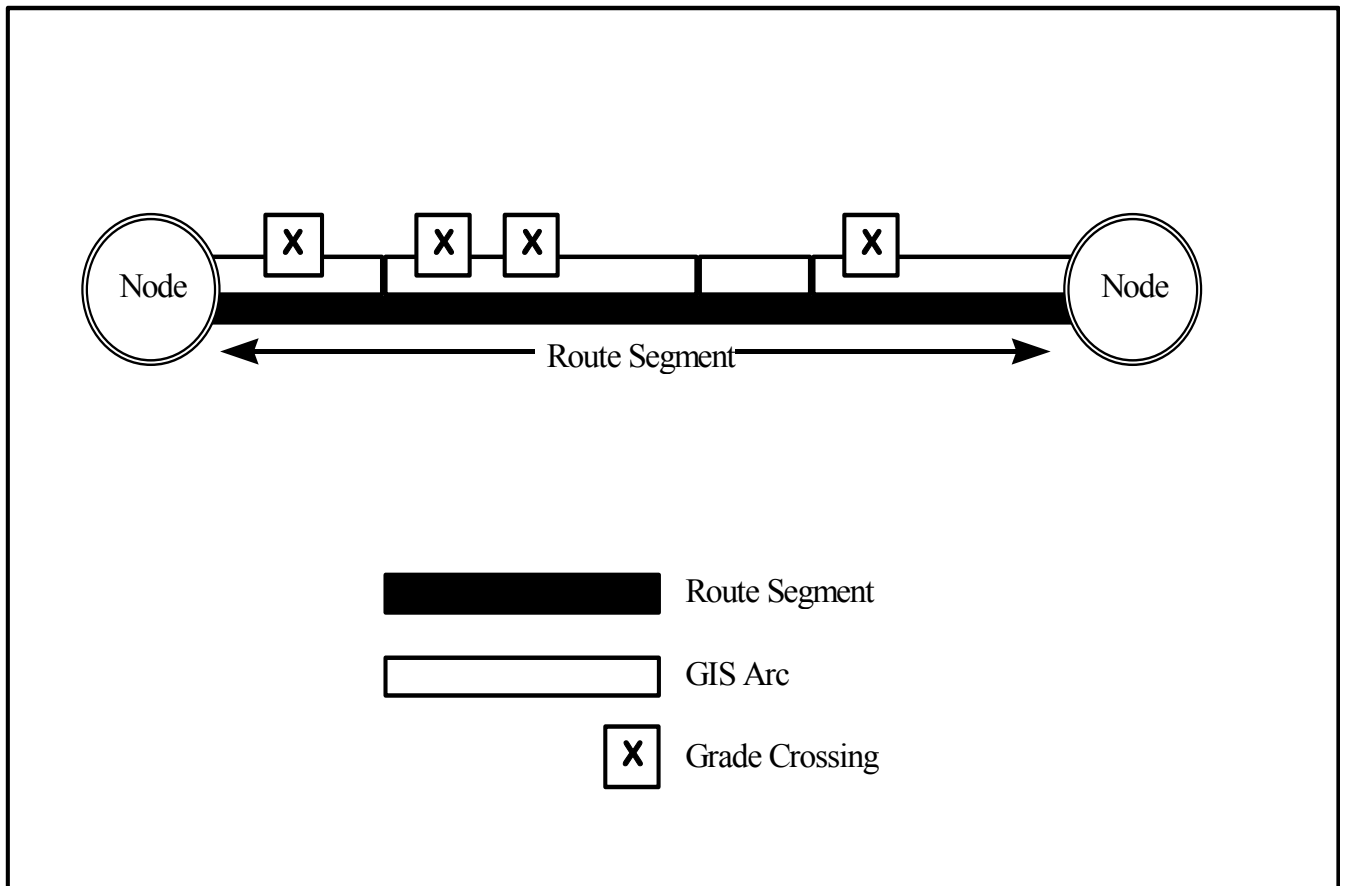 X X X X
Node Node
Route Segment
Route Segment
GIS Arc
X Grade Crossing